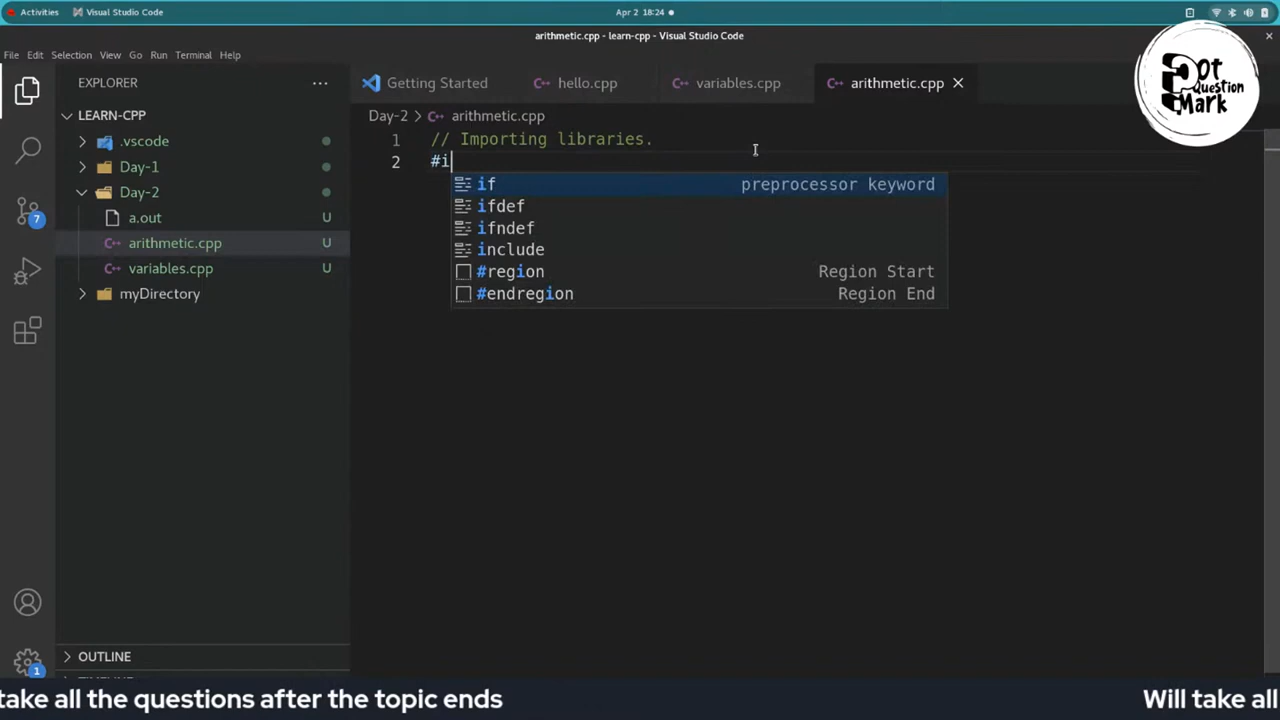 Activities Visual Studio Code Apr 2 18:24
arithmetic.cpp - learn-cpp - Visual Studio Code
File Edit Selection View Go Run Terminal Help
EXPLORER
Getting Started hello.cpp variables.cpp arithmetic.cpp
Dot Question Mark
LEARN-CPP
Day-2 > arithmetic.cpp
.vscode
Day-1
Day-2
a.out U
arithmetic.cpp U
variables.cpp U
myDirectory
7
1
1 // Importing libraries.
2 #i
if preprocessor keyword
ifdef
ifndef
include
#region Region Start
#endregion Region End
OUTLINE
take all the questions after the topic ends Will take all